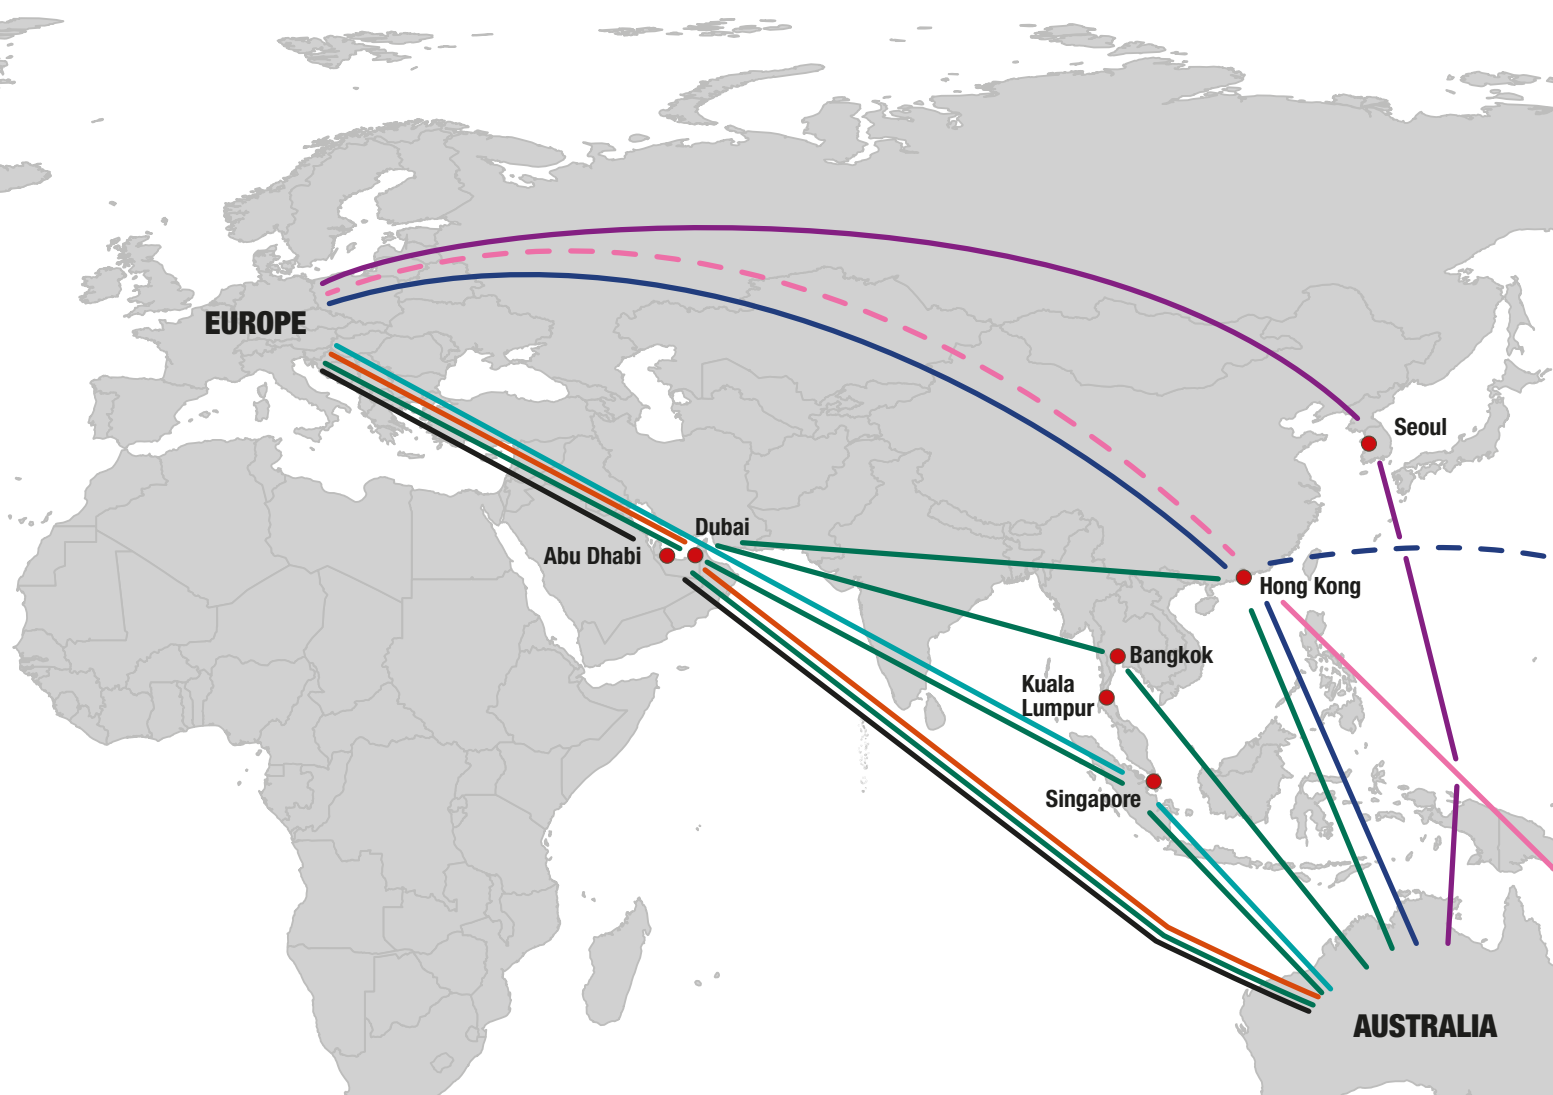 EUROPE
Seoul
Dubai
Abu Dhabi
Hong Kong
Bangkok
Kuala
Lumpur
Singapore
AUSTRALIA